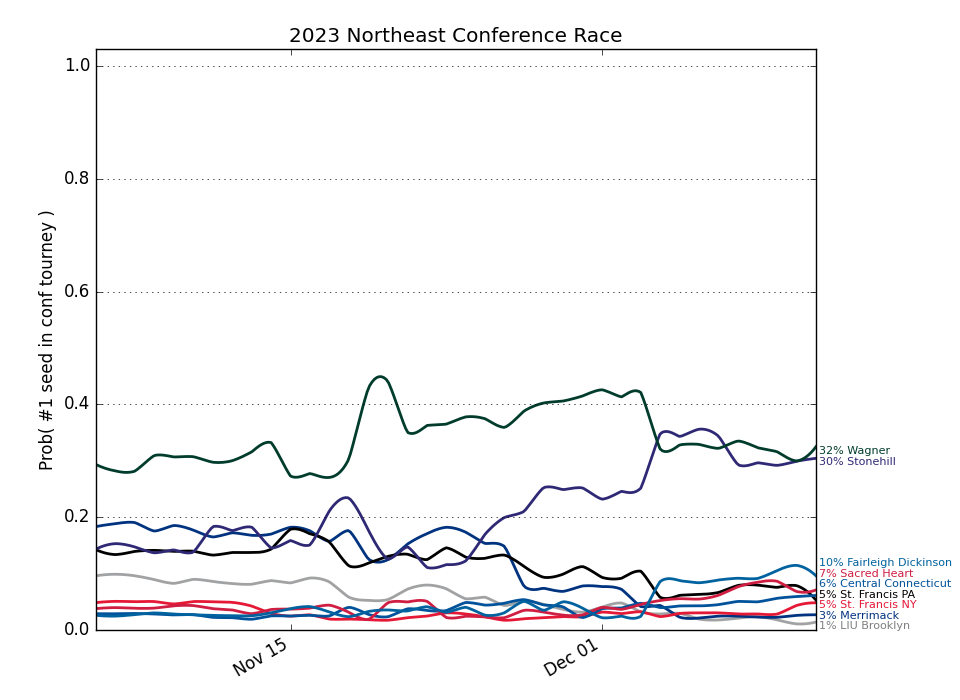 2023 Northeast Conference Race
Prob( #1 seed in conf tourney )
1.0
0.8
0.6
0.4
0.2
0.0
Nov 15
Dec 01
32% Wagner
30% Stonehill
10% Fairleigh Dickinson
7% Sacred Heart
6% Central Connecticut
5% St. Francis PA
5% St. Francis NY
3% Merrimack
1% LIU Brooklyn